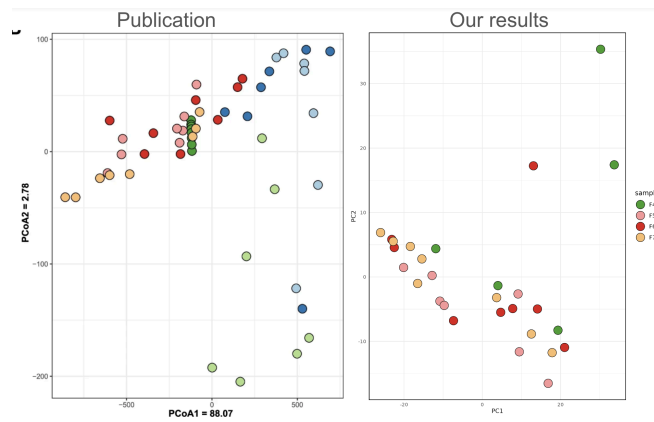 Publication
Our results
100
0
−100
−200
−500
0
500
PCoA2 = 2.78
PCoA1 = 88.07
30
20
10
0
-10
-20
0
20
PC2
PC1
sampl
F4
F5
F6
F7